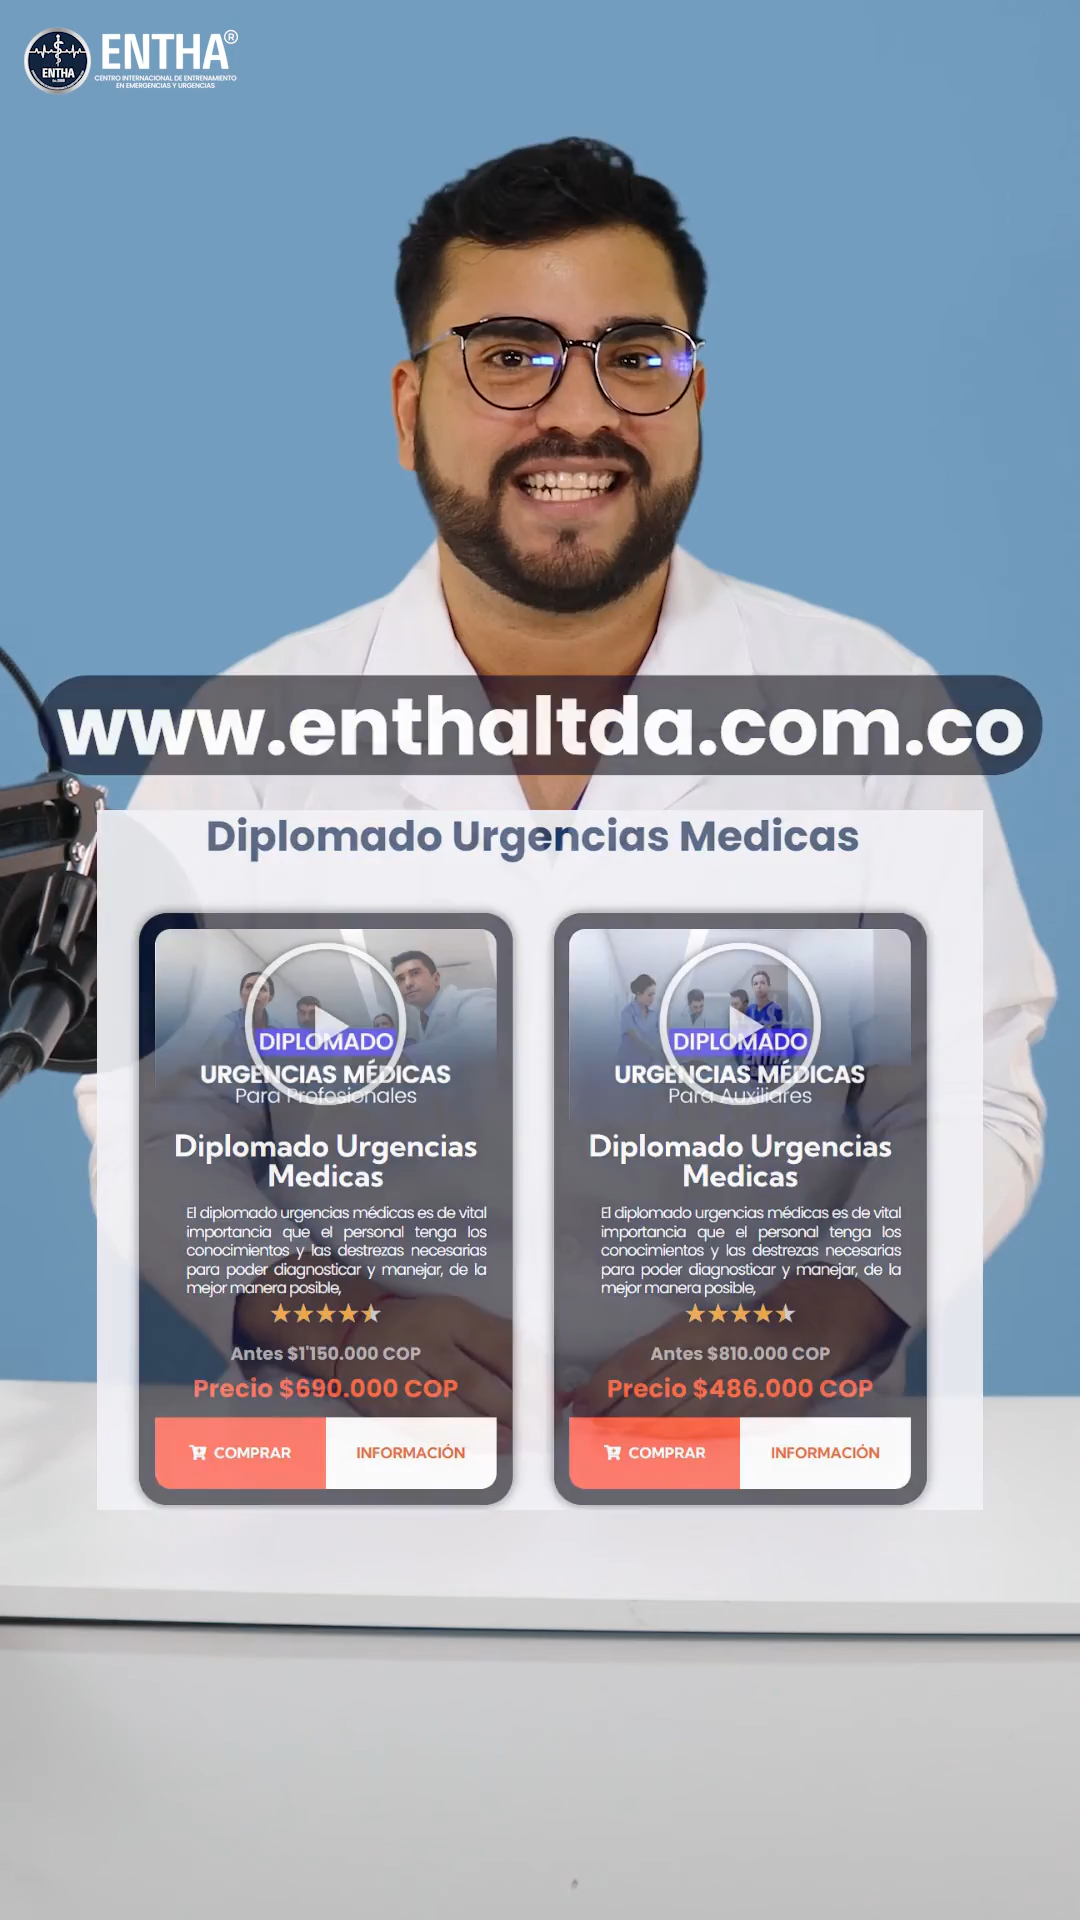 ENTHA®
CENTRO INTERNACIONAL DE ENTRENAMIENTO
EN EMERGENCIAS Y URGENCIAS
ENTHA
www.enthaltda.com.co
Diplomado Urgencias Medicas
DIPLOMADO
URGENCIAS MÉDICAS
Para Profesionales
Diplomado Urgencias
Medicas
El diplomado urgencias médicas es de vital
importancia que el personal tenga los
conocimientos y las destrezas necesarias
para poder diagnosticar y manejar, de la
mejor manera posible,
Antes $1'150.000 COP
Precio $690.000 COP
COMPRAR
INFORMACIÓN
DIPLOMADO
URGENCIAS MÉDICAS
Para Auxiliares
Diplomado Urgencias
Medicas
El diplomado urgencias médicas es de vital
importancia que el personal tenga los
conocimientos y las destrezas necesarias
para poder diagnosticar y manejar, de la
mejor manera posible,
Antes $810.000 COP
Precio $486.000 COP
COMPRAR
INFORMACIÓN